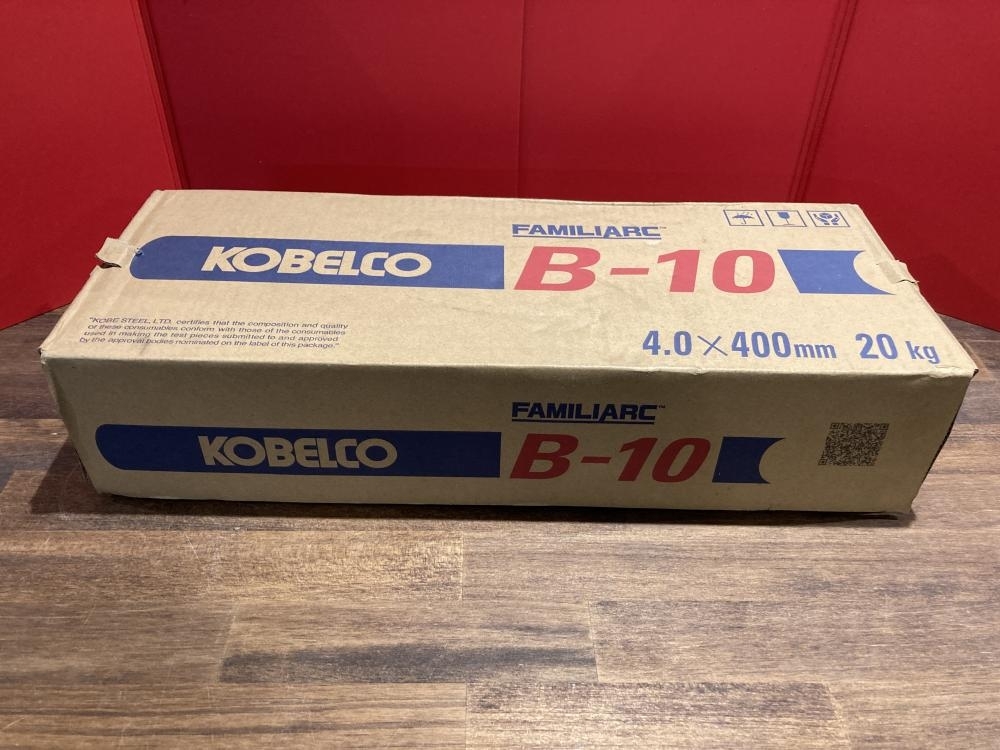 FAMILIARC™
KOBELCO B-10
"KOBE STEEL, LTD. certifies that the composition and quality
of these consumables conform with those of the consumables
used in making the test pieces submitted to and approved
by the approval bodies nominated on the label of this package."
4.0×400mm 20 kg
FAMILIARC™
KOBELCO B-10